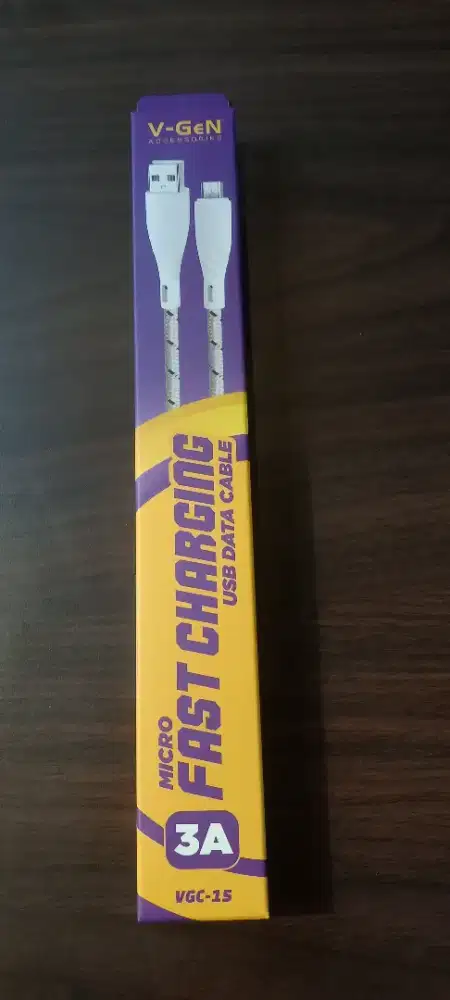 V-GeN
ACCESSORIES
MICRO
FAST CHARGING
USB DATA CABLE
3A
VGC-15